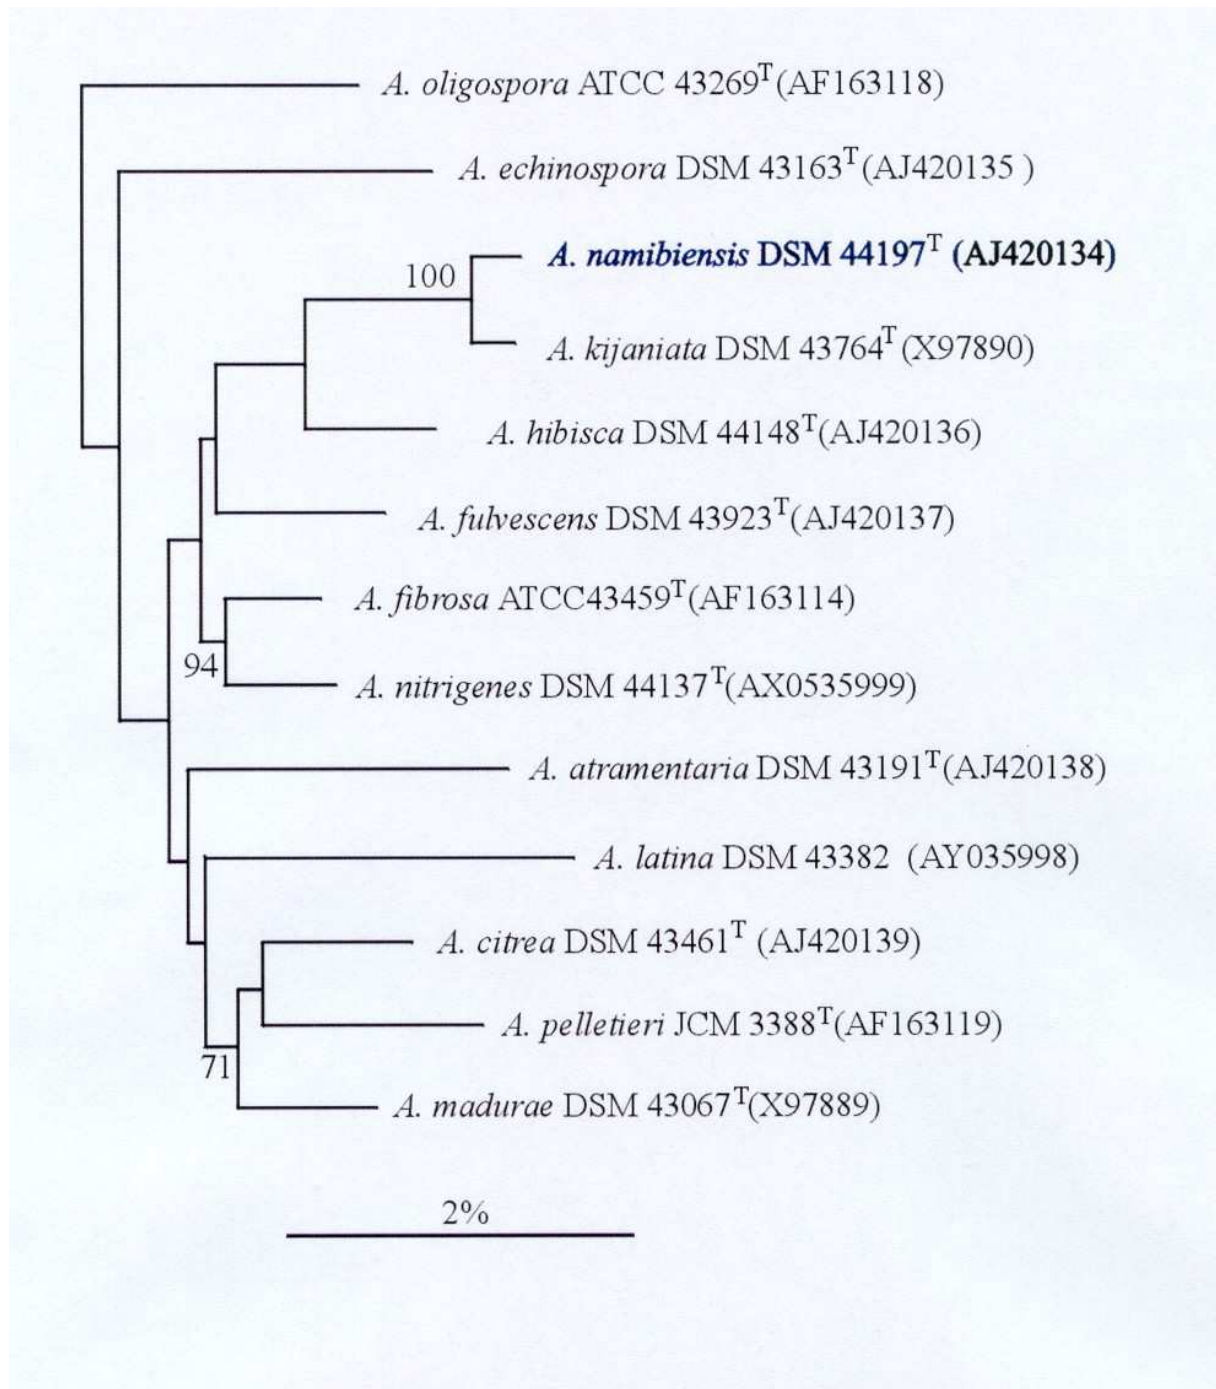 A. oligospora ATCC 43269T(AF163118)
A. echinospora DSM 43163T(AJ420135 )
A. namibiensis DSM 44197T (AJ420134)
100
A. kijaniata DSM 43764T(X97890)
A. hibisca DSM 44148T(AJ420136)
A. fulvescens DSM 43923T(AJ420137)
A. fibrosa ATCC43459T(AF163114)
94
A. nitrigenes DSM 44137T(AX0535999)
A. atramentaria DSM 43191T(AJ420138)
A. latina DSM 43382 (AY035998)
A. citrea DSM 43461T (AJ420139)
A. pelletieri JCM 3388T(AF163119)
71
A. madurae DSM 43067T(X97889)
2%